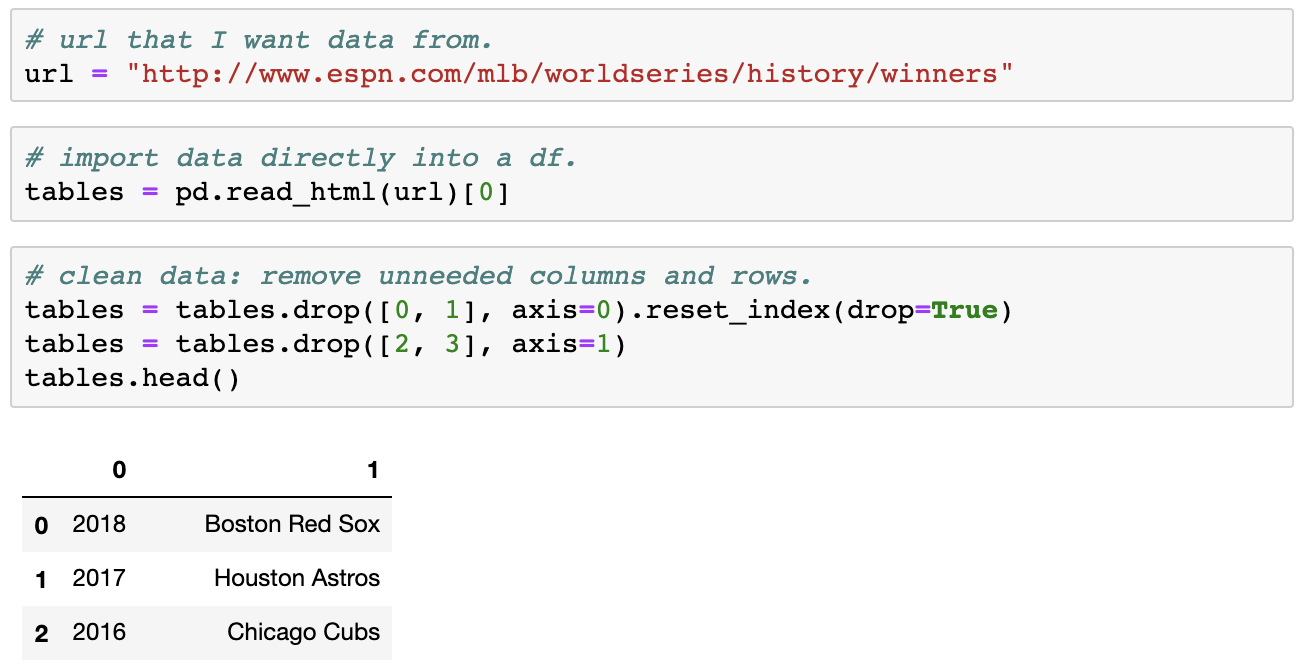 # url that I want data from.
url = "http://www.espn.com/mlb/worldseries/history/winners"
# import data directly into a df.
tables = pd.read_html(url)[0]
# clean data: remove unneeded columns and rows.
tables = tables.drop([0, 1], axis=0).reset_index(drop=True)
tables = tables.drop([2, 3], axis=1)
tables.head()
0 1
0 2018 Boston Red Sox
1 2017 Houston Astros
2 2016 Chicago Cubs